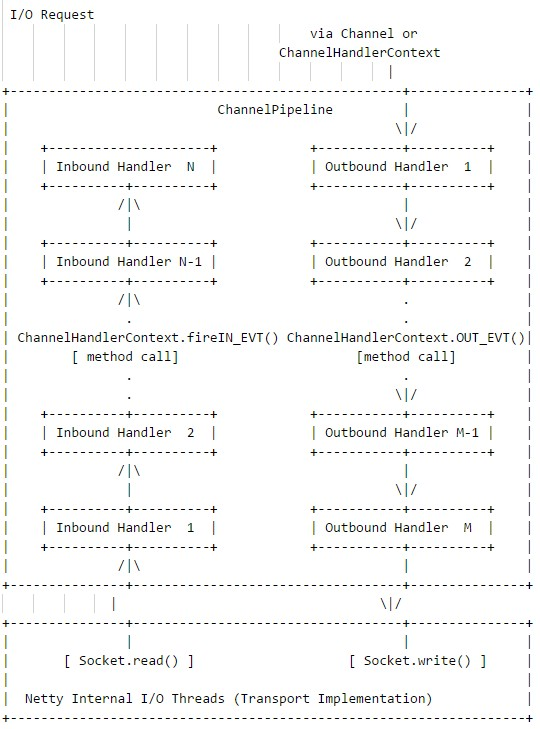 I/O Request
via Channel or
ChannelHandlerContext
|
+---------------------------------------------------+---------------+
| ChannelPipeline | |
| \|/ |
| +---------------------+ +-----------+----------+ |
| | Inbound Handler N | | Outbound Handler 1 | |
| +----------+----------+ +-----------+----------+ |
| /|\ | |
| | \|/ |
| +----------+----------+ +-----------+----------+ |
| | Inbound Handler N-1 | | Outbound Handler 2 | |
| +----------+----------+ +-----------+----------+ |
| /|\ . |
| . . |
| ChannelHandlerContext.fireIN_EVT() ChannelHandlerContext.OUT_EVT()|
| [ method call] [method call] |
| . . |
| . \|/ |
| +----------+----------+ +-----------+----------+ |
| | Inbound Handler 2 | | Outbound Handler M-1 | |
| +----------+----------+ +-----------+----------+ |
| /|\ | |
| | \|/ |
| +----------+----------+ +-----------+----------+ |
| | Inbound Handler 1 | | Outbound Handler M | |
| +----------+----------+ +-----------+----------+ |
| /|\ | |
+---------------+-----------------------------------+---------------+
| \|/
+---------------+-----------------------------------+---------------+
| | | |
| [ Socket.read() ] [ Socket.write() ] |
| |
| Netty Internal I/O Threads (Transport Implementation) |
+-------------------------------------------------------------------+